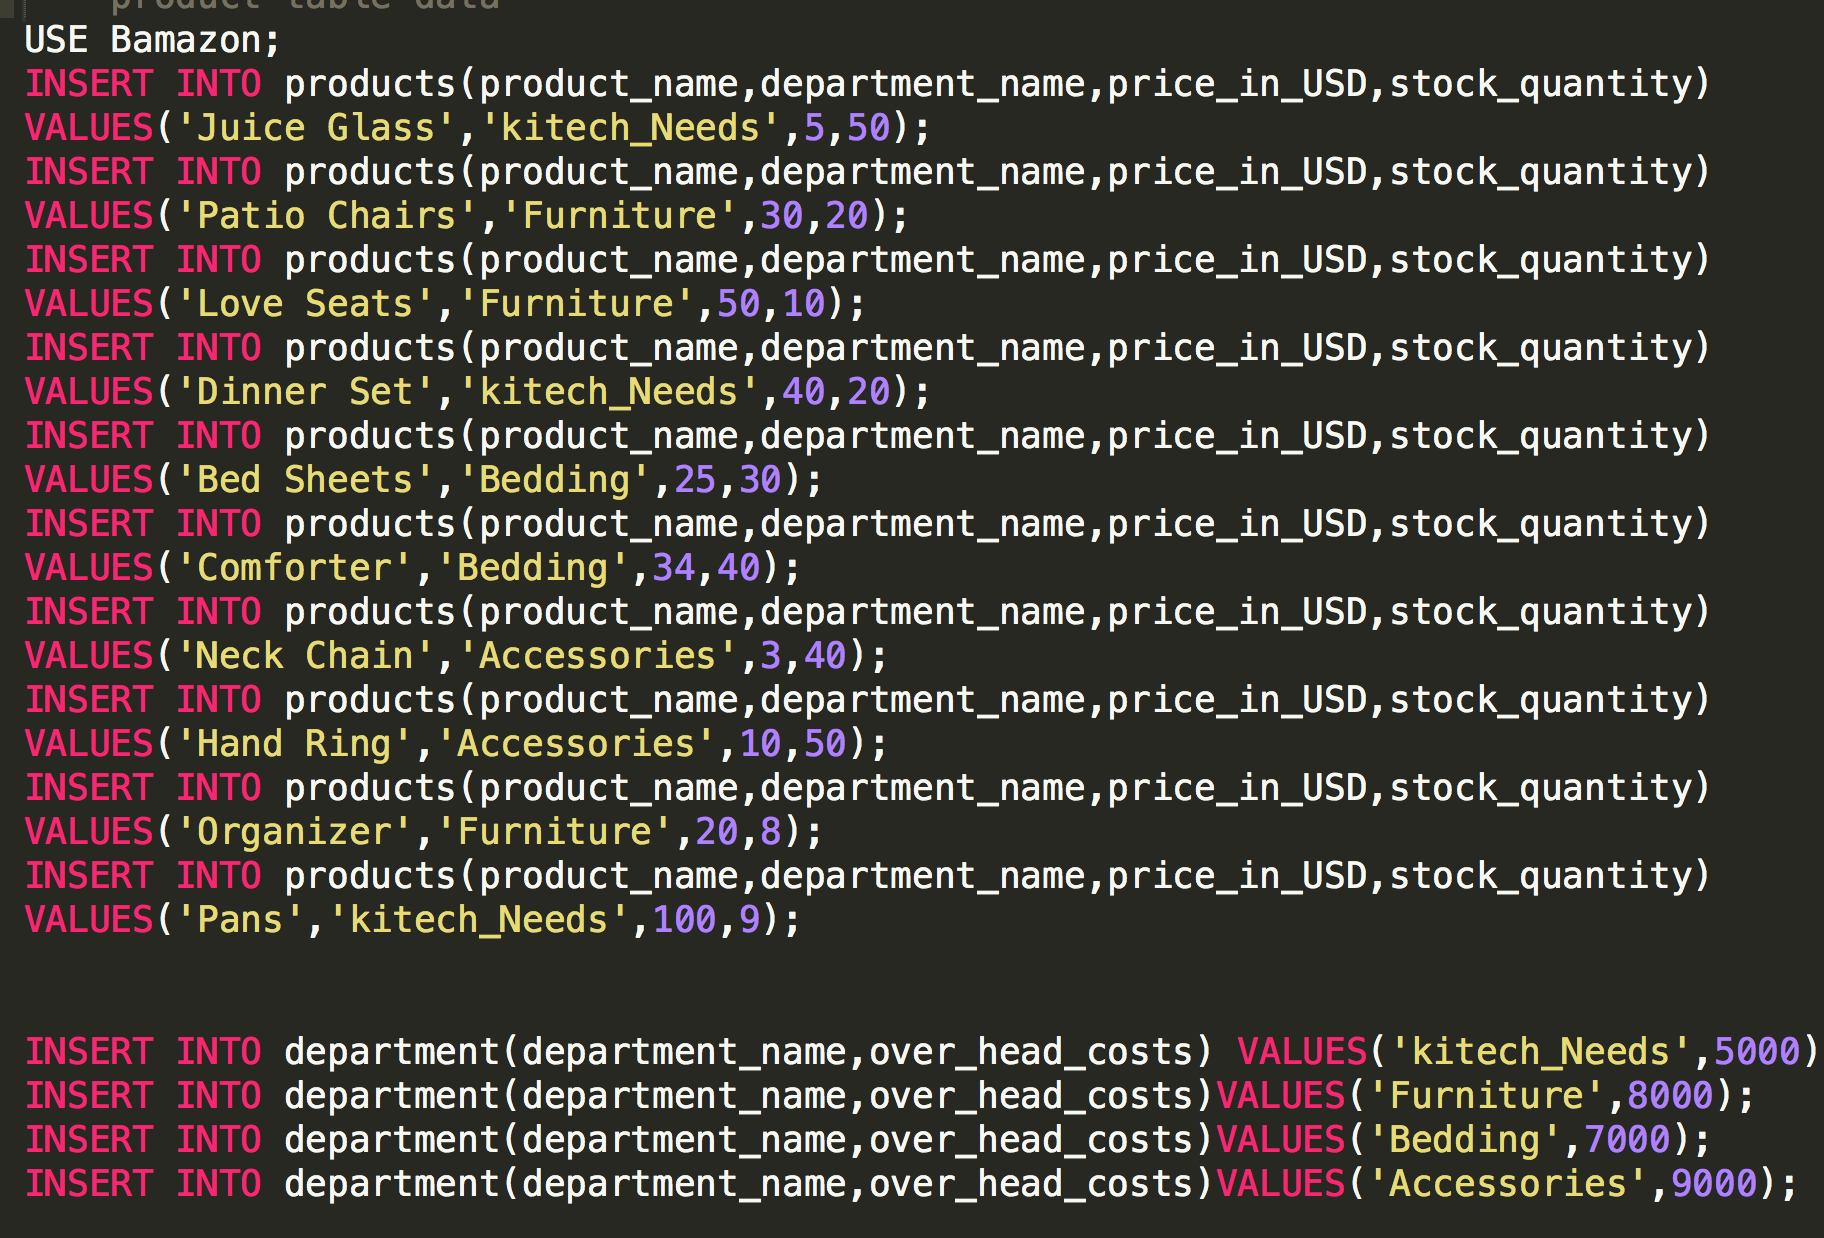 product table data
USE Bamazon;
INSERT INTO products(product_name,department_name,price_in_USD,stock_quantity)
VALUES('Juice Glass','kitech_Needs',5,50);
INSERT INTO products(product_name,department_name,price_in_USD,stock_quantity)
VALUES('Patio Chairs','Furniture',30,20);
INSERT INTO products(product_name,department_name,price_in_USD,stock_quantity)
VALUES('Love Seats','Furniture',50,10);
INSERT INTO products(product_name,department_name,price_in_USD,stock_quantity)
VALUES('Dinner Set','kitech_Needs',40,20);
INSERT INTO products(product_name,department_name,price_in_USD,stock_quantity)
VALUES('Bed Sheets','Bedding',25,30);
INSERT INTO products(product_name,department_name,price_in_USD,stock_quantity)
VALUES('Comforter','Bedding',34,40);
INSERT INTO products(product_name,department_name,price_in_USD,stock_quantity)
VALUES('Neck Chain','Accessories',3,40);
INSERT INTO products(product_name,department_name,price_in_USD,stock_quantity)
VALUES('Hand Ring','Accessories',10,50);
INSERT INTO products(product_name,department_name,price_in_USD,stock_quantity)
VALUES('Organizer','Furniture',20,8);
INSERT INTO products(product_name,department_name,price_in_USD,stock_quantity)
VALUES('Pans','kitech_Needs',100,9);
INSERT INTO department(department_name,over_head_costs) VALUES('kitech_Needs',5000)
INSERT INTO department(department_name,over_head_costs)VALUES('Furniture',8000);
INSERT INTO department(department_name,over_head_costs)VALUES('Bedding',7000);
INSERT INTO department(department_name,over_head_costs)VALUES('Accessories',9000);